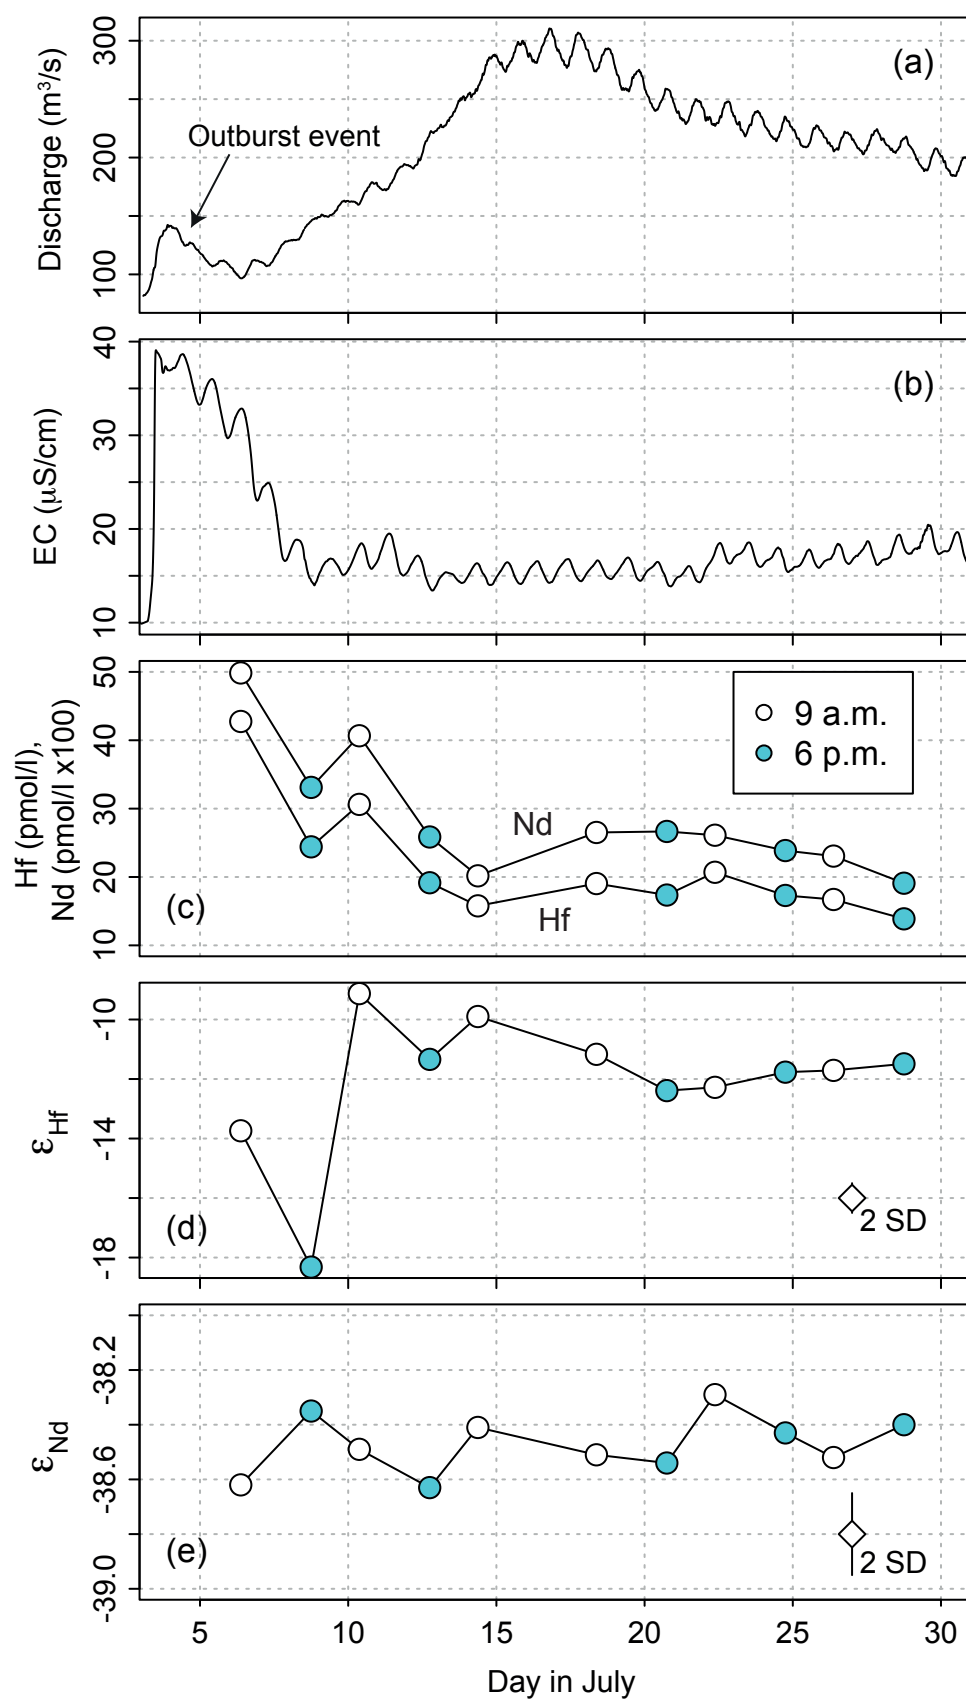 300
200
100
Discharge (m³/s)
Outburst event
(a)
40
30
20
10
EC (μS/cm)
(b)
50
40
30
20
10
Hf (pmol/l),
Nd (pmol/l x100)
9 a.m.
6 p.m.
Nd
Hf
(c)
-10
-14
-18
εHf
2 SD
(d)
-38.2
-38.6
-39.0
εNd
(e)
2 SD
5 10 15 20 25 30
Day in July